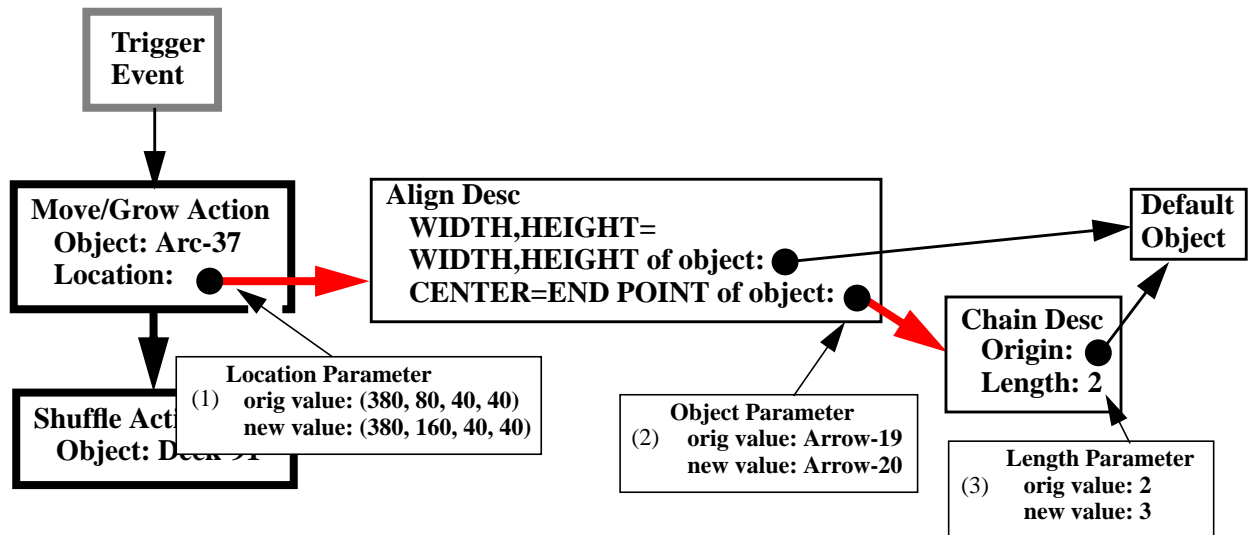 Trigger
Event
Move/Grow Action
Object: Arc-37
Location:
Align Desc
WIDTH,HEIGHT=
WIDTH,HEIGHT of object:
CENTER=END POINT of object:
Default
Object
Chain Desc
Origin:
Length: 2
Shuffle Acti
Object:
(1)
Location Parameter
orig value: (380, 80, 40, 40)
new value: (380, 160, 40, 40)
(2)
Object Parameter
orig value: Arrow-19
new value: Arrow-20
(3)
Length Parameter
orig value: 2
new value: 3